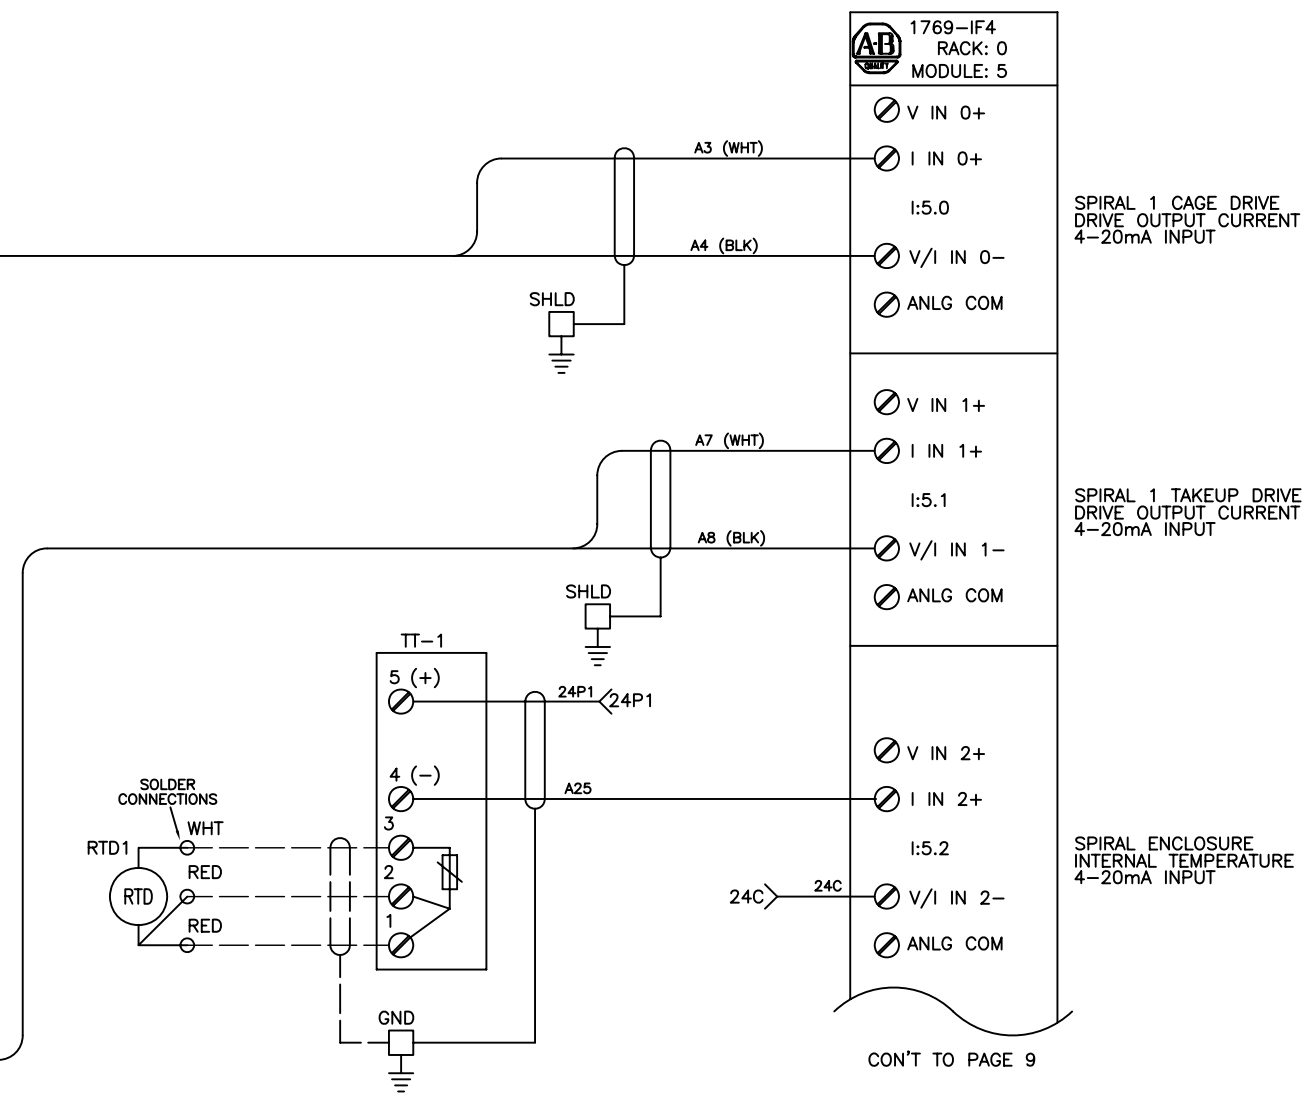 A-B
QUALITY
1769-IF4
RACK: 0
MODULE: 5
V IN 0+
A3 (WHT)
I IN 0+
I:5.0
SPIRAL 1 CAGE DRIVE
DRIVE OUTPUT CURRENT
4-20mA INPUT
A4 (BLK)
V/I IN 0-
SHLD
ANLG COM
V IN 1+
A7 (WHT)
I IN 1+
I:5.1
SPIRAL 1 TAKEUP DRIVE
DRIVE OUTPUT CURRENT
4-20mA INPUT
A8 (BLK)
V/I IN 1-
SHLD
ANLG COM
TT-1
5 (+)
24P1
24P1
V IN 2+
4 (-)
A25
I IN 2+
SOLDER
CONNECTIONS
WHT
3
RTD1
I:5.2
SPIRAL ENCLOSURE
INTERNAL TEMPERATURE
4-20mA INPUT
RED
2
RTD
24C
24C
V/I IN 2-
RED
1
ANLG COM
GND
CON'T TO PAGE 9